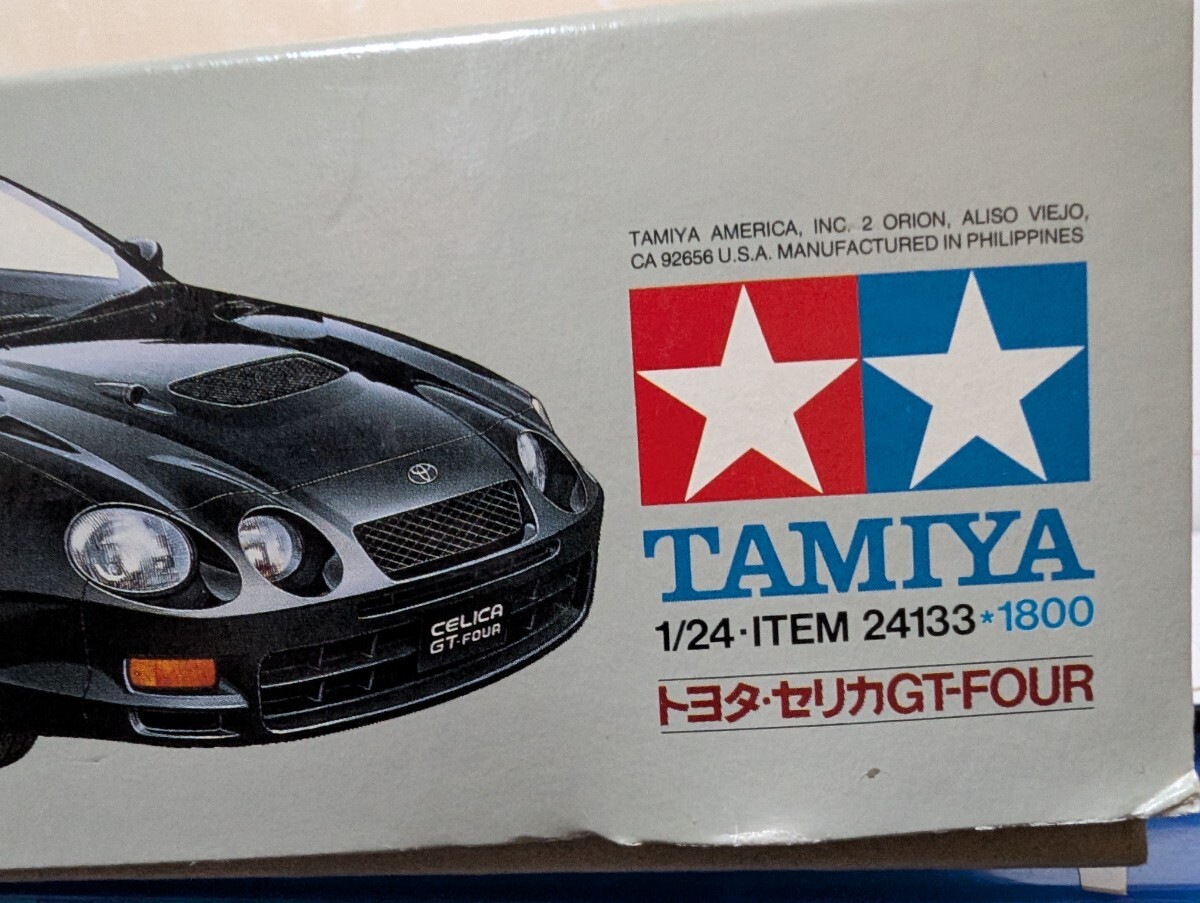 TAMIYA AMERICA, INC. 2 ORION, ALISO VIEJO,
CA 92656 U.S.A. MANUFACTURED IN PHILIPPINES
TAMIYA
1/24·ITEM 24133*1800
トヨタ·セリカGT-FOUR
CELICA
GT-FOUR